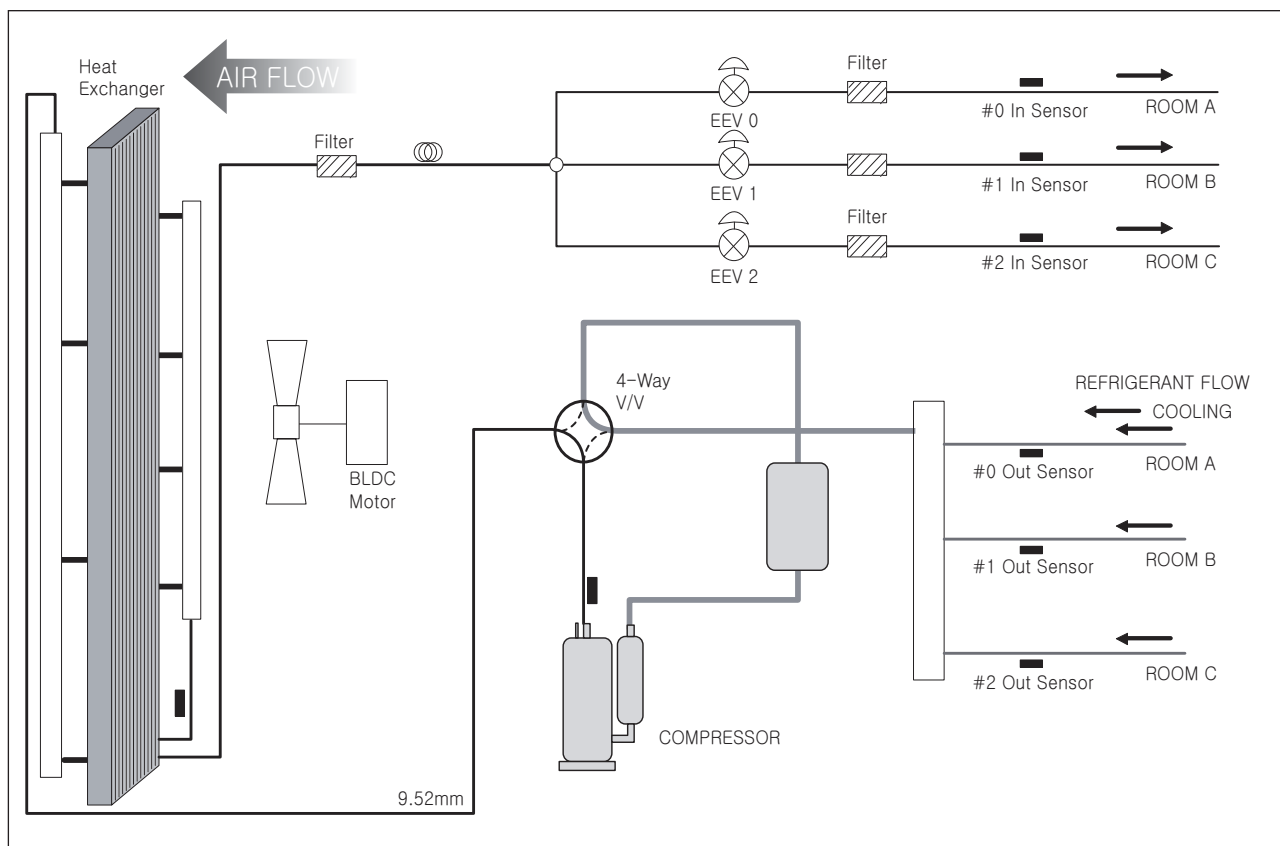 Heat
Exchanger
AIR FLOW
Filter
EEV 0
Filter
#0 In Sensor
ROOM A
EEV 1
#1 In Sensor
ROOM B
Filter
EEV 2
#2 In Sensor
ROOM C
BLDC
Motor
4-Way
V/V
REFRIGERANT FLOW
COOLING
#0 Out Sensor
ROOM A
#1 Out Sensor
ROOM B
#2 Out Sensor
ROOM C
COMPRESSOR
9.52mm